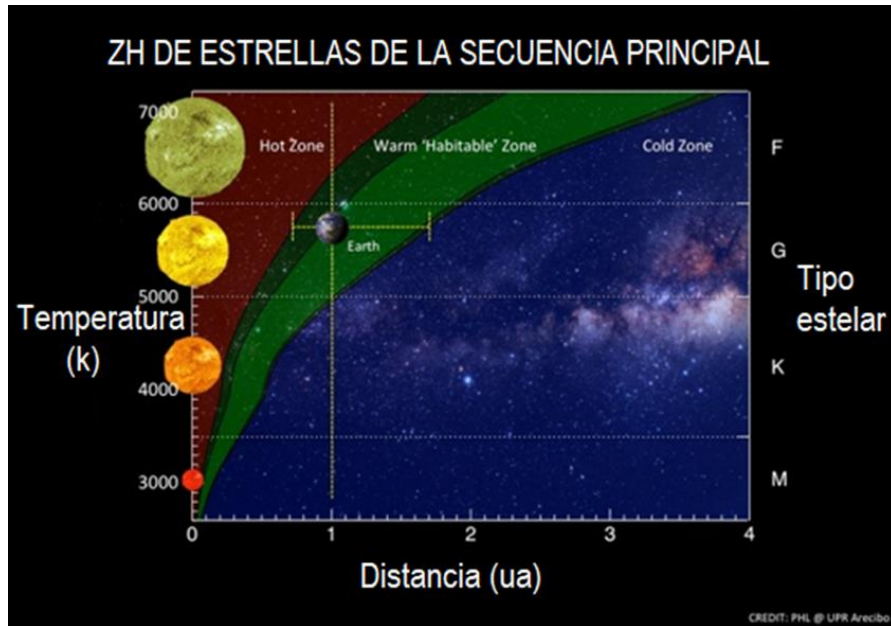 ZH DE ESTRELLAS DE LA SECUENCIA PRINCIPAL
7000
Hot Zone
Warm 'Habitable' Zone
Cold Zone
F
6000
Earth
G
5000
Temperatura
(k)
Tipo
estelar
K
4000
3000
M
0
1
2
3
4
Distancia (ua)
CREDIT: PHL @ UPR Arecibo